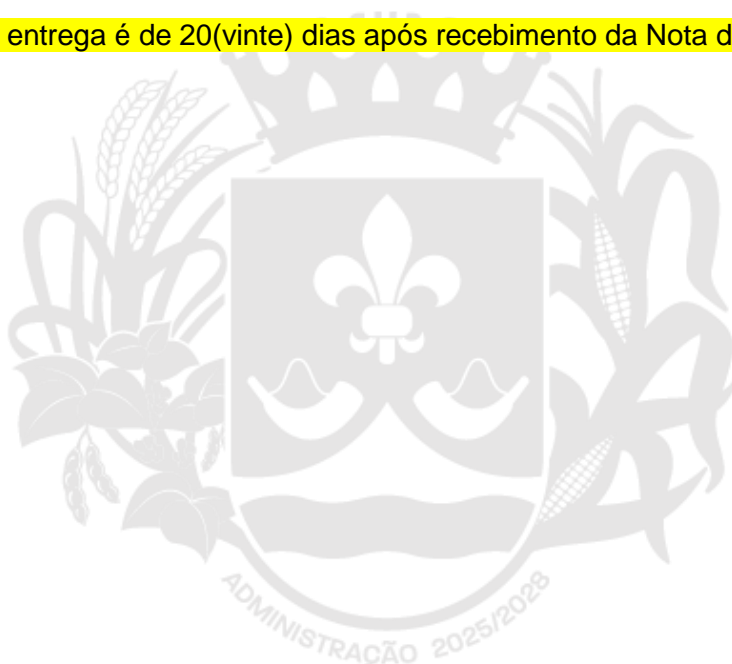 entrega é de 20(vinte) dias após recebimento da Nota d
ADMINISTRAÇÃO 2025/2028